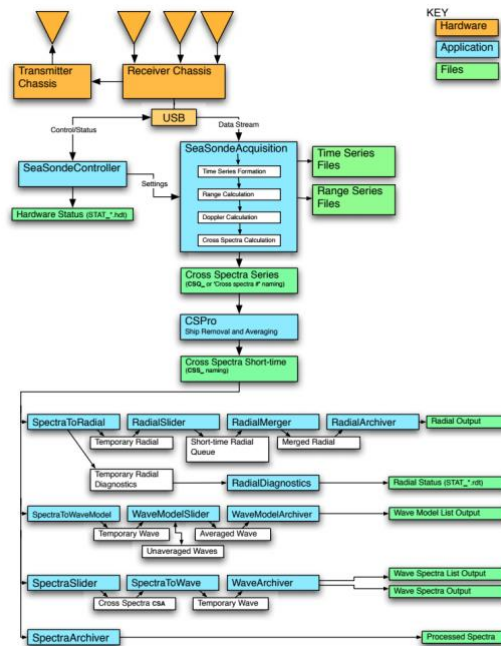 KEY
Hardware
Application
Files
Transmitter
Chassis
Receiver Chassis
USB
Control/Status
Data Stream
SeaSondeController
Settings
Hardware Status (STAT_*.hdt)
SeaSondeAcquisition
Time Series Formation
Range Calculation
Doppler Calculation
Cross Spectra Calculation
Time Series
Files
Range Series
Files
Cross Spectra Series
(CSQ_ or 'Cross spectra #' naming)
CSPro
Ship Removal and Averaging
Cross Spectra Short-time
(CSS_ naming)
SpectraToRadial
RadialSlider
RadialMerger
RadialArchiver
Radial Output
Temporary Radial
Short-time Radial
Queue
Merged Radial
Temporary Radial
Diagnostics
RadialDiagnostics
Radial Status (STAT_*.rdt)
SpectraToWaveModel
WaveModelSlider
WaveModelArchiver
Wave Model List Output
Temporary Wave
Averaged Wave
Unaveraged Waves
SpectraSlider
SpectraToWave
WaveArchiver
Wave Spectra List Output
Wave Spectra Output
Cross Spectra CSA
Temporary Wave
SpectraArchiver
Processed Spectra